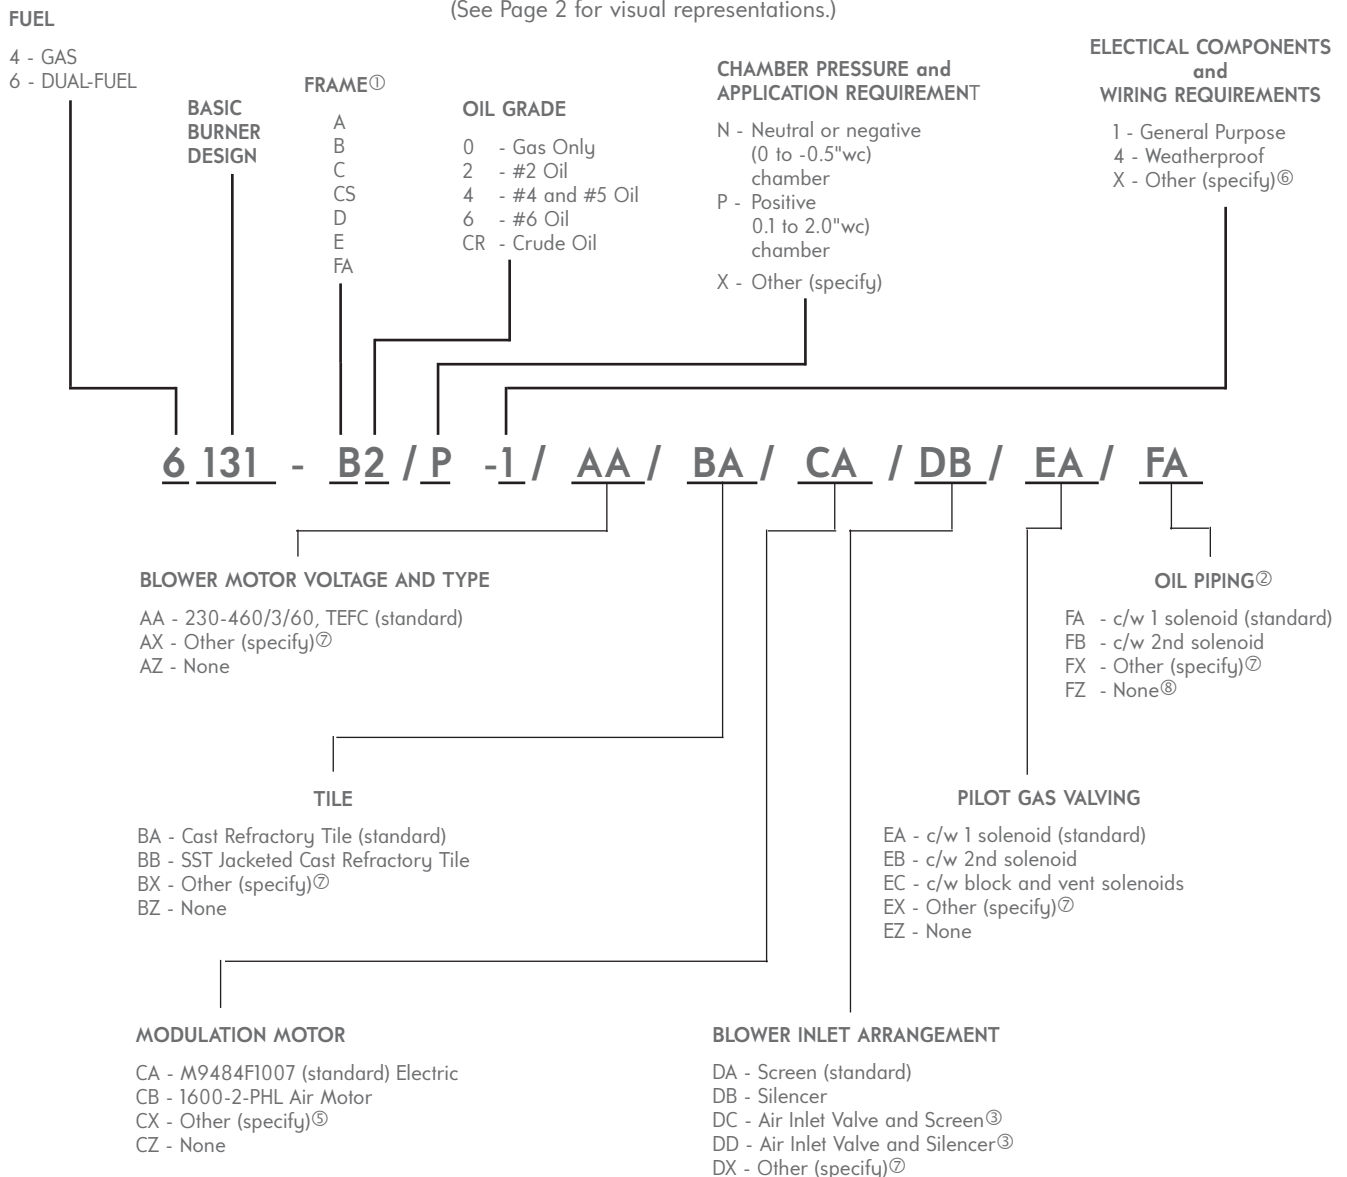 (See Page 2 for visual representations.)
FUEL
4 - GAS
6 - DUAL-FUEL
BASIC
BURNER
DESIGN
FRAME①
A
B
C
CS
D
E
FA
OIL GRADE
0 - Gas Only
2 - #2 Oil
4 - #4 and #5 Oil
6 - #6 Oil
CR - Crude Oil
CHAMBER PRESSURE and
APPLICATION REQUIREMENT
N - Neutral or negative
(0 to -0.5"wc)
chamber
P - Positive
0.1 to 2.0"wc)
chamber
X - Other (specify)
ELECTICAL COMPONENTS
and
WIRING REQUIREMENTS
1 - General Purpose
4 - Weatherproof
X - Other (specify)⑥
6 131 - B2 / P -1 / AA / BA / CA / DB / EA / FA
BLOWER MOTOR VOLTAGE AND TYPE
AA - 230-460/3/60, TEFC (standard)
AX - Other (specify)⑦
AZ - None
OIL PIPING②
FA - c/w 1 solenoid (standard)
FB - c/w 2nd solenoid
FX - Other (specify)⑦
FZ - None⑧
TILE
BA - Cast Refractory Tile (standard)
BB - SST Jacketed Cast Refractory Tile
BX - Other (specify)⑦
BZ - None
PILOT GAS VALVING
EA - c/w 1 solenoid (standard)
EB - c/w 2nd solenoid
EC - c/w block and vent solenoids
EX - Other (specify)⑦
EZ - None
MODULATION MOTOR
CA - M9484F1007 (standard) Electric
CB - 1600-2-PHL Air Motor
CX - Other (specify)⑤
CZ - None
BLOWER INLET ARRANGEMENT
DA - Screen (standard)
DB - Silencer
DC - Air Inlet Valve and Screen③
DD - Air Inlet Valve and Silencer③
DX - Other (specify)⑦